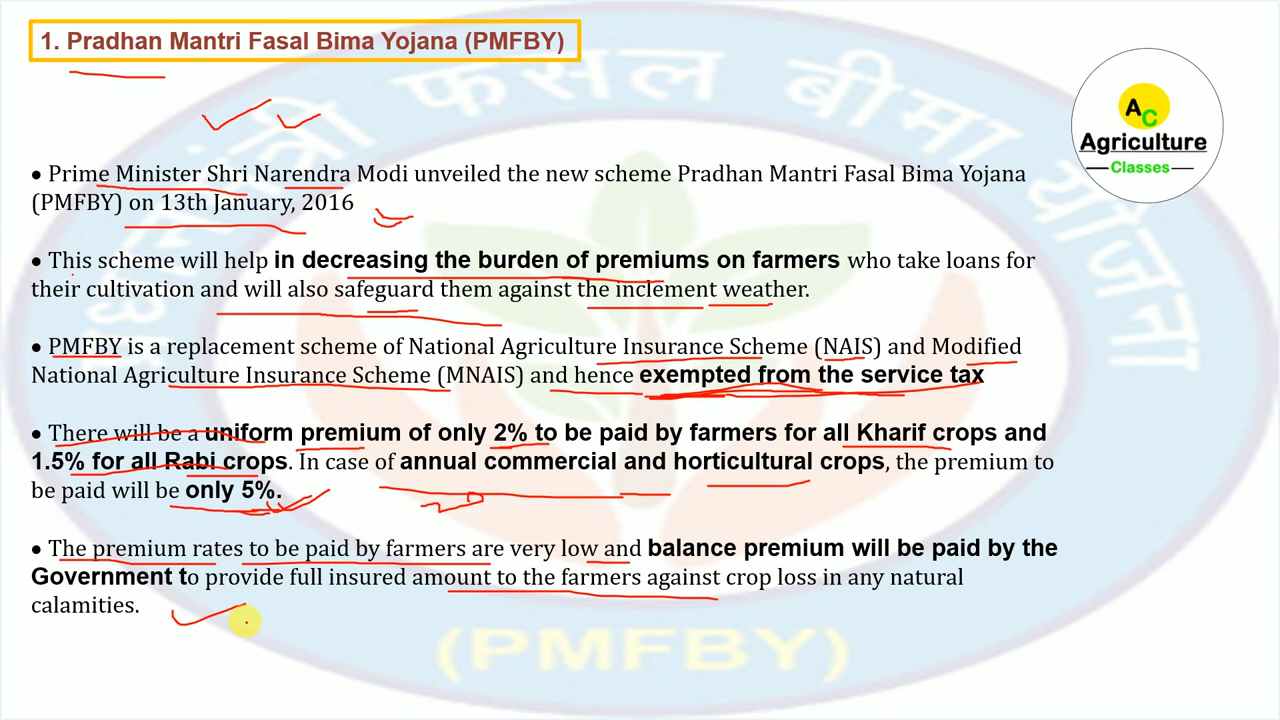 1. Pradhan Mantri Fasal Bima Yojana (PMFBY)
A
C
Agriculture
Classes
• Prime Minister Shri Narendra Modi unveiled the new scheme Pradhan Mantri Fasal Bima Yojana
(PMFBY) on 13th January, 2016
• This scheme will help in decreasing the burden of premiums on farmers who take loans for
their cultivation and will also safeguard them against the inclement weather.
• PMFBY is a replacement scheme of National Agriculture Insurance Scheme (NAIS) and Modified
National Agriculture Insurance Scheme (MNAIS) and hence exempted from the service tax
• There will be a uniform premium of only 2% to be paid by farmers for all Kharif crops and
1.5% for all Rabi crops. In case of annual commercial and horticultural crops, the premium to
be paid will be only 5%.
• The premium rates to be paid by farmers are very low and balance premium will be paid by the
Government to provide full insured amount to the farmers against crop loss in any natural
calamities.
फसल बीमा योजना
(PMFBY)